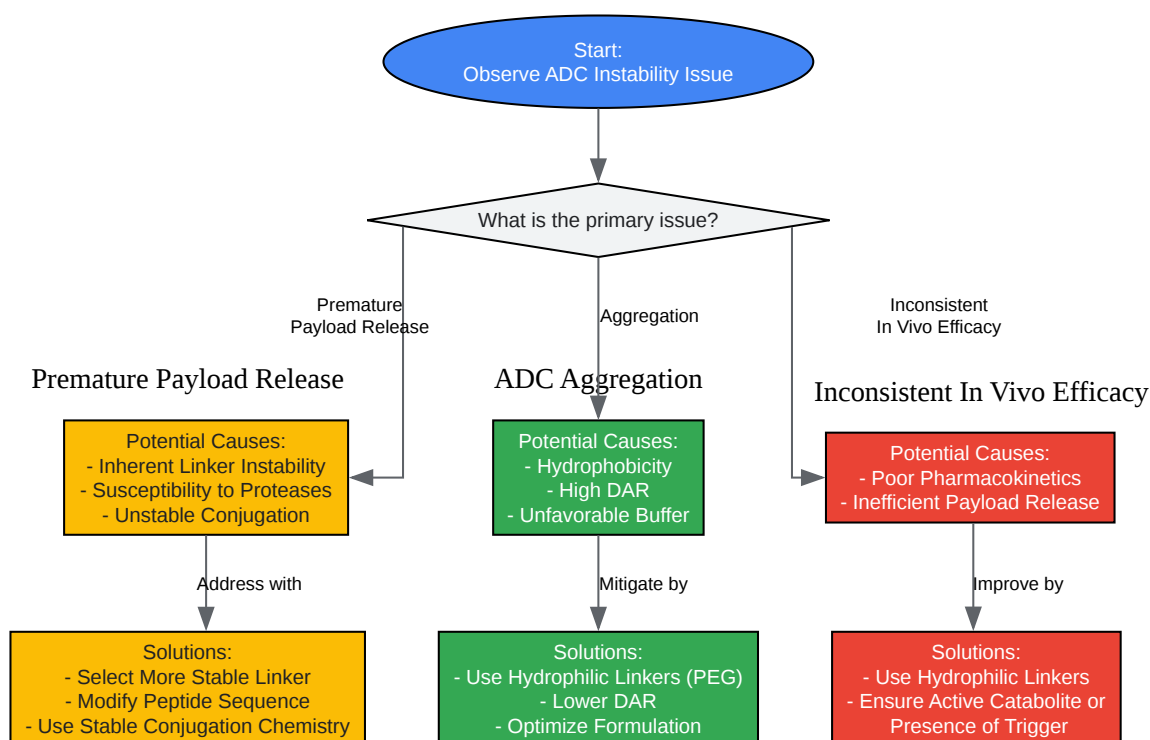 Start:
Observe ADC Instability Issue
What is the primary issue?
Premature
Payload Release
Aggregation
Inconsistent
In Vivo Efficacy
Premature Payload Release
ADC Aggregation
Inconsistent In Vivo Efficacy
Potential Causes:
- Inherent Linker Instability
- Susceptibility to Proteases
- Unstable Conjugation
Potential Causes:
- Hydrophobicity
- High DAR
- Unfavorable Buffer
Potential Causes:
- Poor Pharmacokinetics
- Inefficient Payload Release
Address with
Mitigate by
Improve by
Solutions:
- Select More Stable Linker
- Modify Peptide Sequence
- Use Stable Conjugation Chemistry
Solutions:
- Use Hydrophilic Linkers (PEG)
- Lower DAR
- Optimize Formulation
Solutions:
- Use Hydrophilic Linkers
- Ensure Active Catabolite or
Presence of Trigger